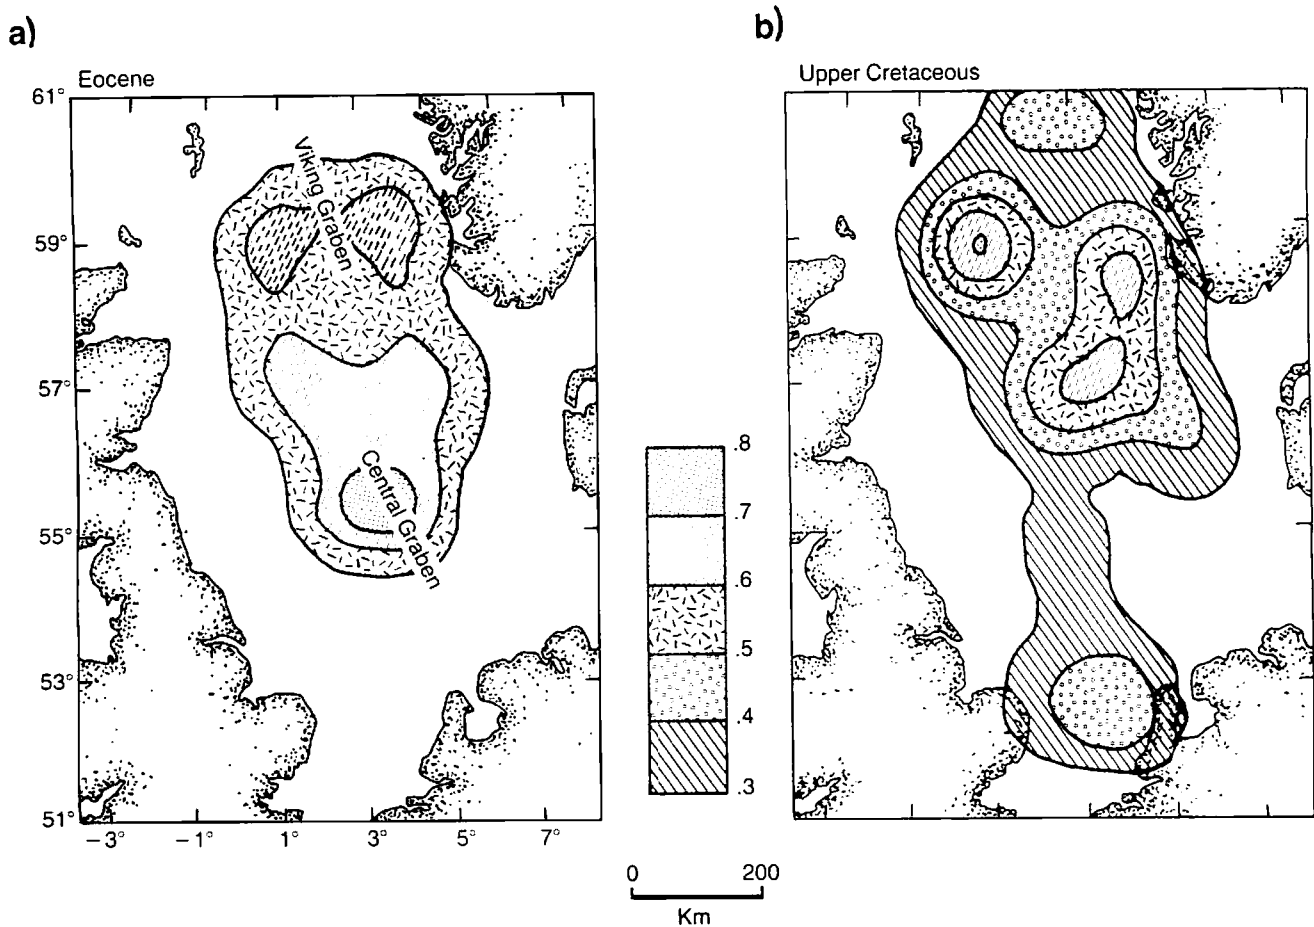 a)
Eocene
61°
59°
57°
55°
53°
51°
−3°
−1°
1°
3°
5°
7°
Viking Graben
Central Graben
.8
.7
.6
.5
.4
.3
0
200
Km
b)
Upper Cretaceous